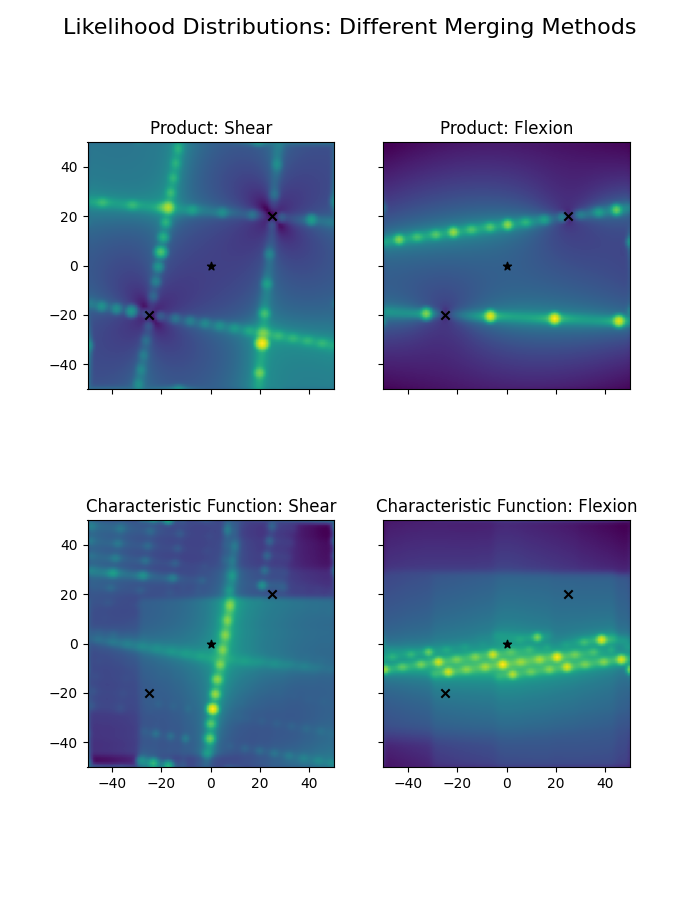 Likelihood Distributions: Different Merging Methods
Product: Shear
Product: Flexion
40
20
0
−20
−40
Characteristic Function: Shear
Characteristic Function: Flexion
40
20
0
−20
−40
−40 −20 0 20 40
−40 −20 0 20 40